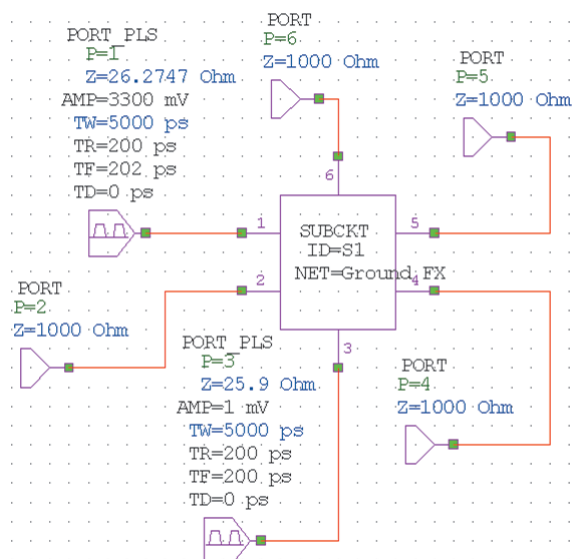 PORT_PLS
P=1
Z=26.2747 Ohm
AMP=3300 mV
TW=5000 ps
TR=200 ps
TF=202 ps
TD=0 ps
PORT
P=6
Z=1000 Ohm
PORT
P=5
Z=1000 Ohm
6
1
SUBCKT
ID=S1
NET=Ground_FX
5
2
4
3
PORT
P=2
Z=1000 Ohm
PORT_PLS
P=3
Z=25.9 Ohm
AMP=1 mV
TW=5000 ps
TR=200 ps
TF=200 ps
TD=0 ps
PORT
P=4
Z=1000 Ohm